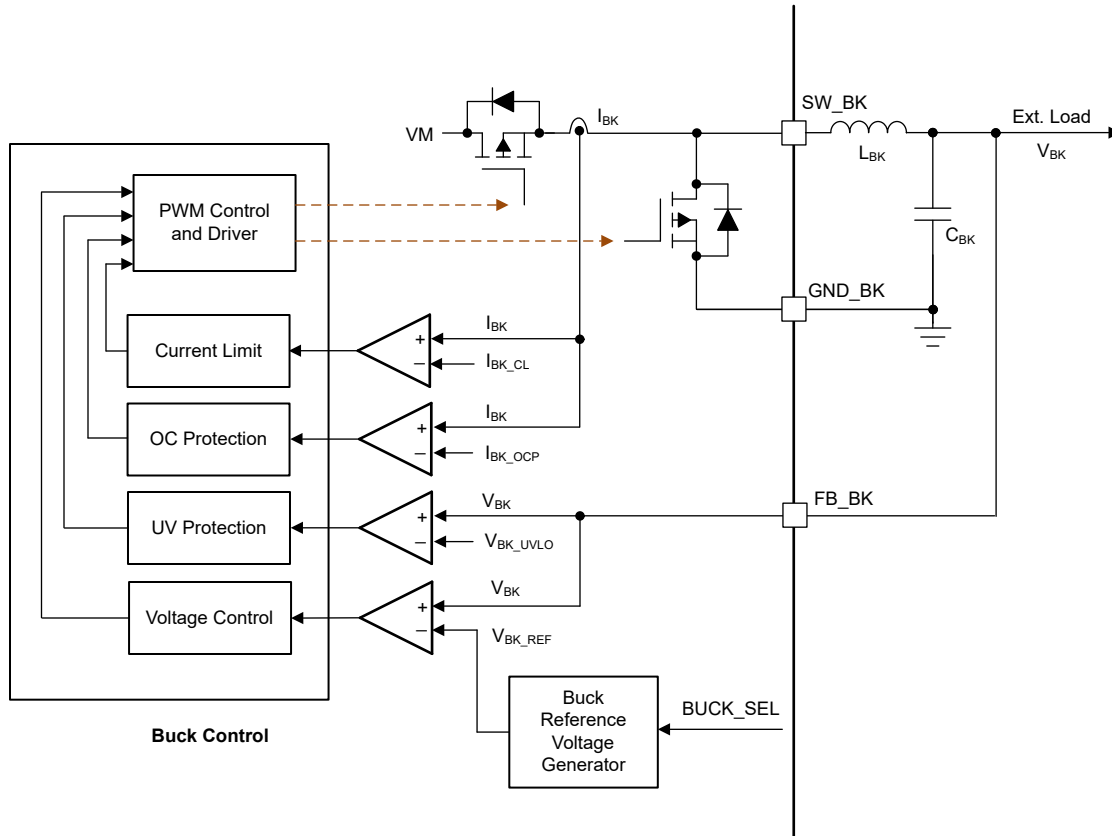 SW_BK
Ext. Load
I_BK
VM
L_BK
V_BK
PWM Control
and Driver
C_BK
GND_BK
I_BK
+
Current Limit
−
I_BK_CL
I_BK
+
OC Protection
−
I_BK_OCP
FB_BK
V_BK
+
UV Protection
−
V_BK_UVLO
V_BK
+
Voltage Control
−
V_BK_REF
Buck
Reference
Voltage
Generator
BUCK_SEL
Buck Control